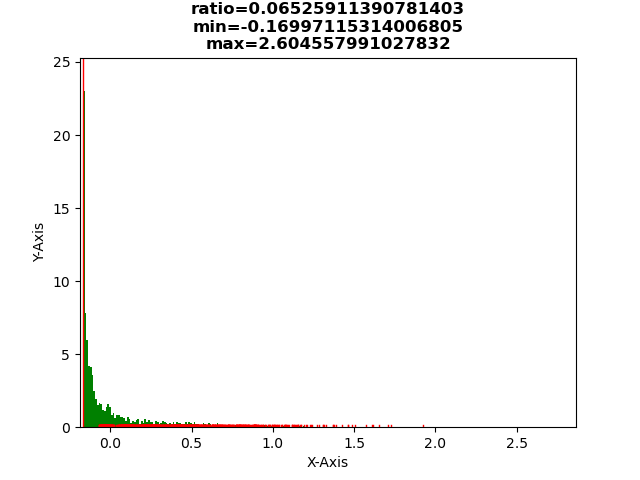 ratio=0.06525911390781403
min=-0.16997115314006805
max=2.604557991027832
25
20
15
10
5
0
Y-Axis
0.0 0.5 1.0 1.5 2.0 2.5
X-Axis